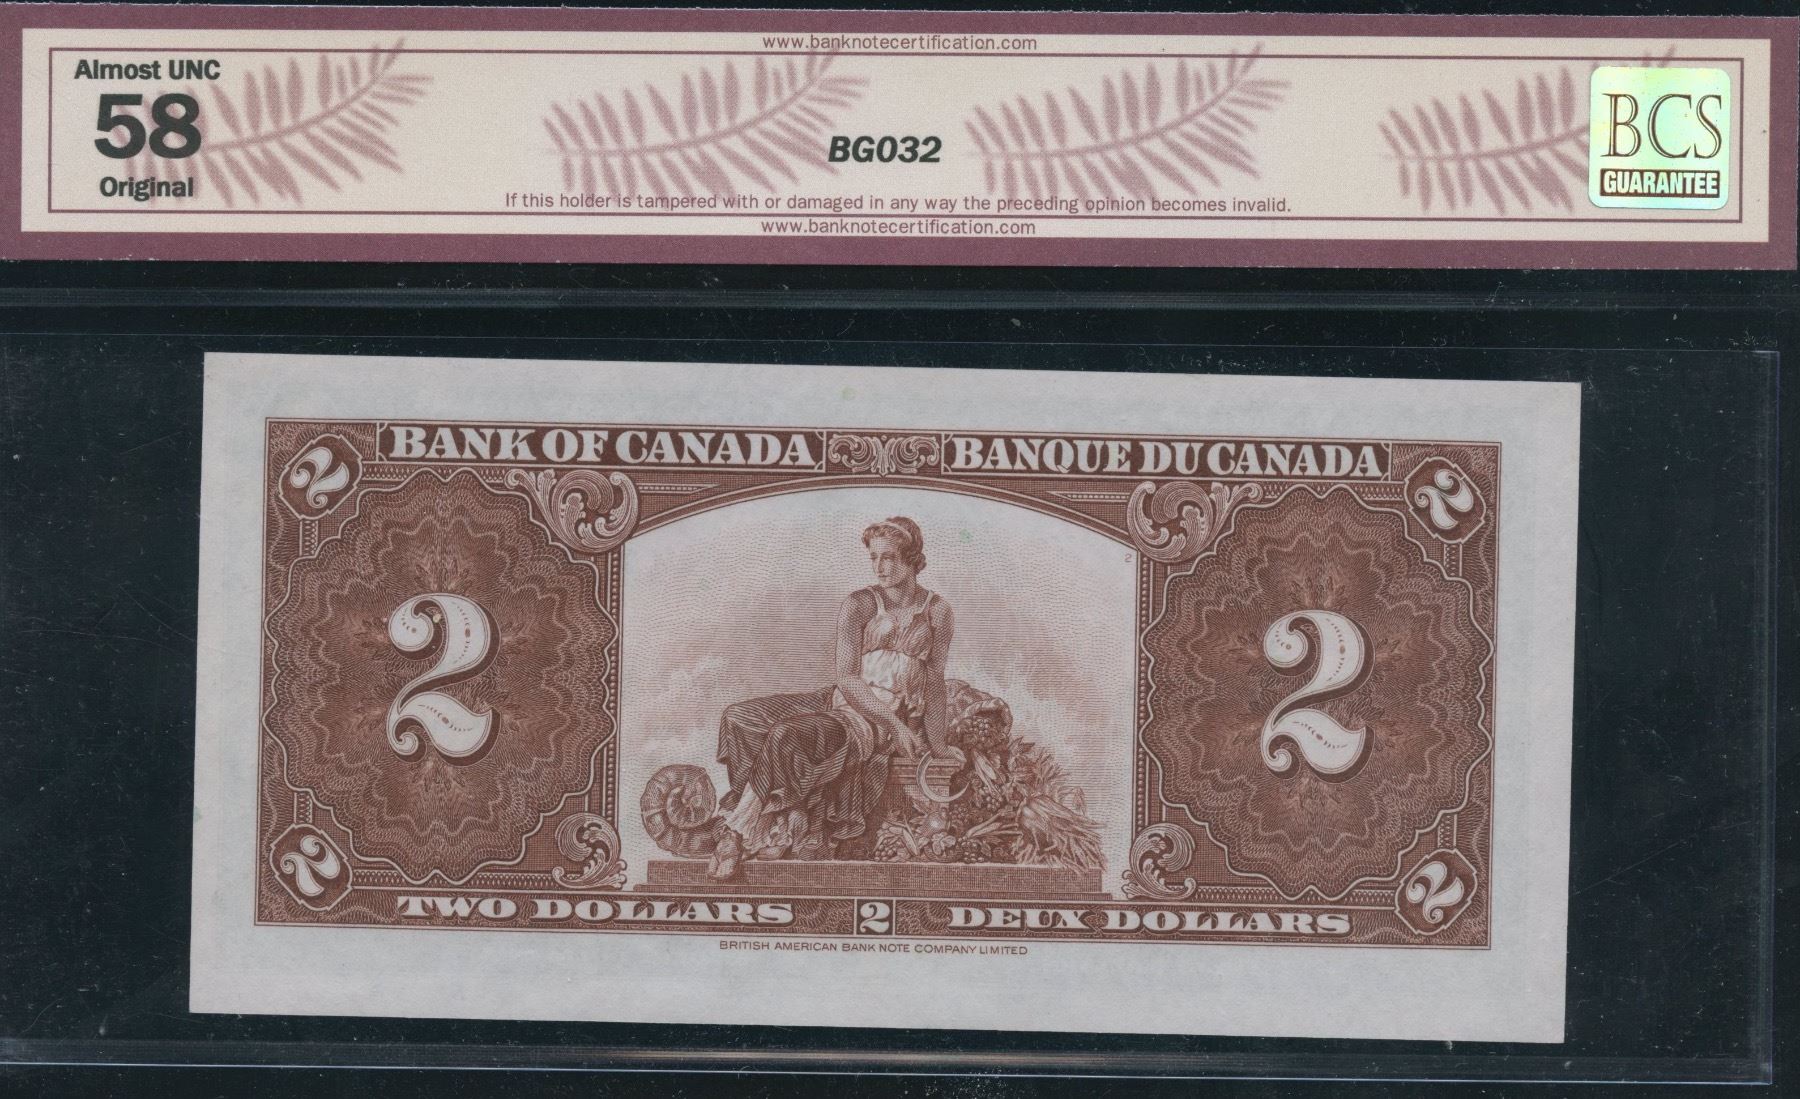 www.banknotecertification.com
Almost UNC
58
Original
BG032
BCS
GUARANTEE
If this holder is tampered with or damaged in any way the preceding opinion becomes invalid.
www.banknotecertification.com
2 BANK OF CANADA BANQUE DU CANADA 2
2
2 2
2 TWO DOLLARS 2 DEUX DOLLARS 2
BRITISH AMERICAN BANK NOTE COMPANY LIMITED